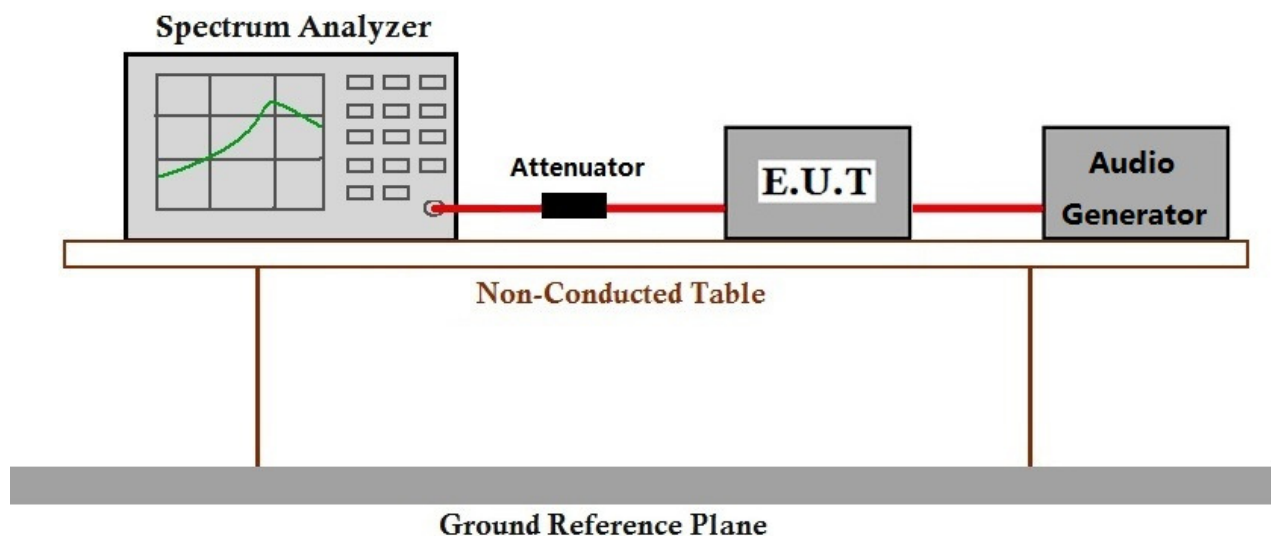 Spectrum Analyzer
Attenuator
E.U.T
Audio
Generator
Non-Conducted Table
Ground Reference Plane